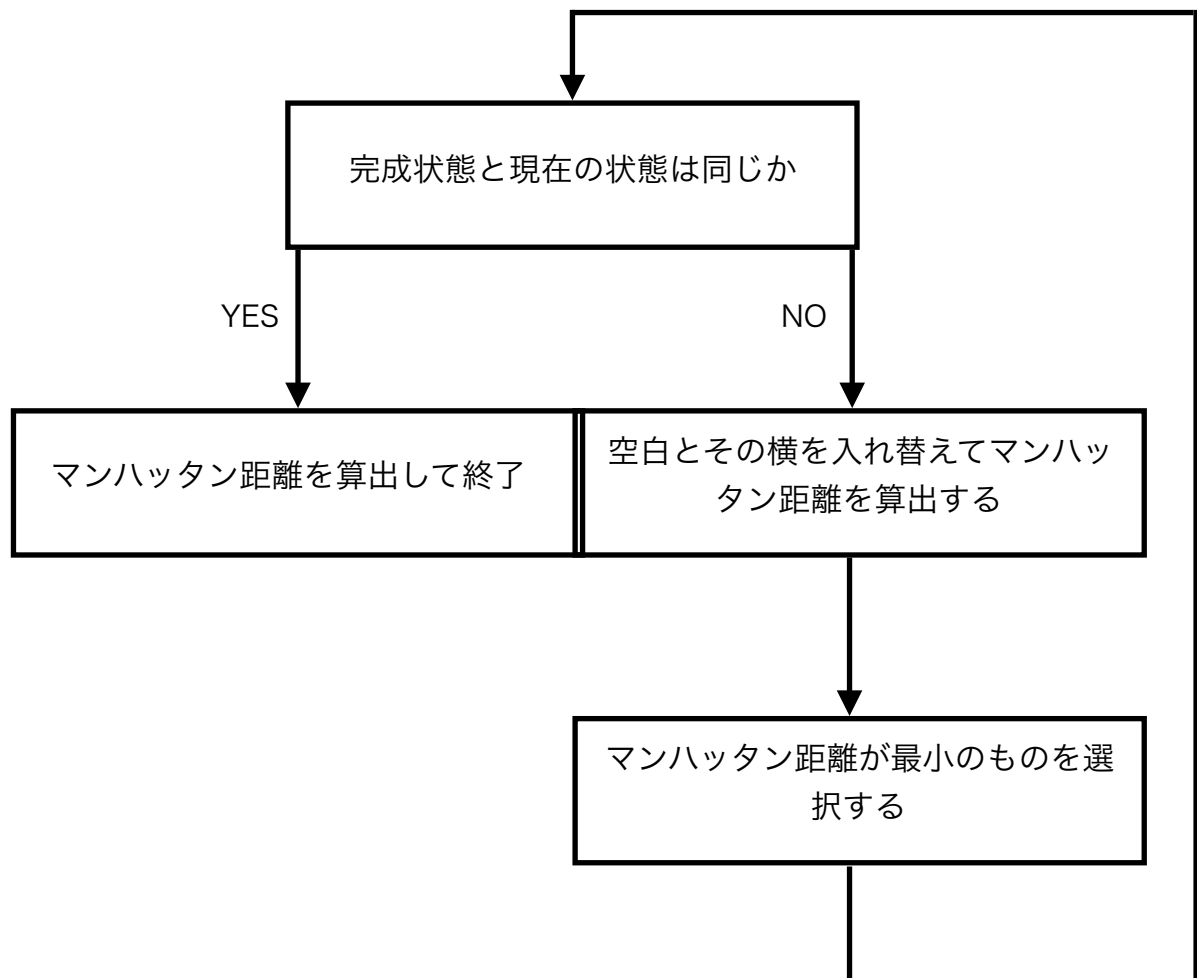 完成状態と現在の状態は同じか
YES
NO
マンハッタン距離を算出して終了
空白とその横を入れ替えてマンハッ
タン距離を算出する
マンハッタン距離が最小のものを選
択する